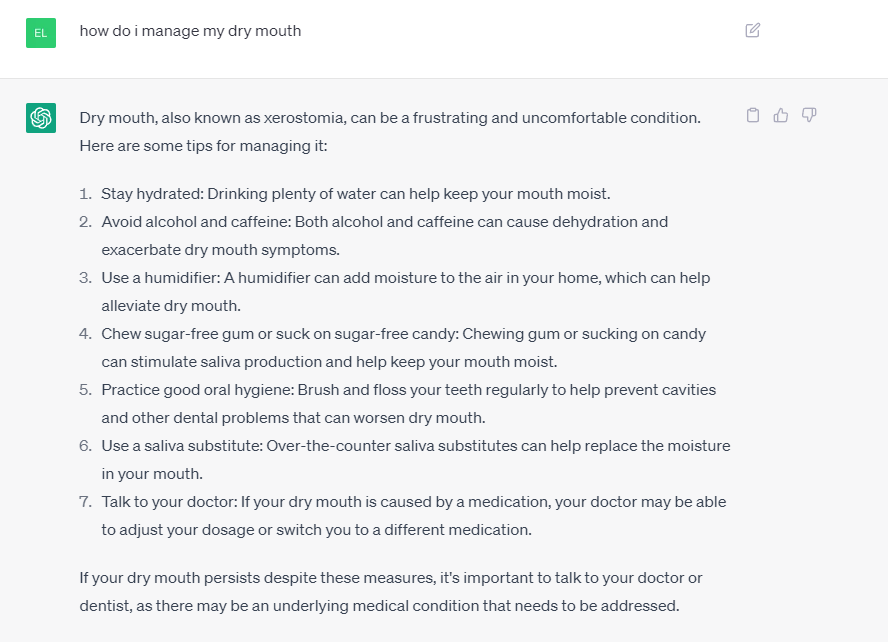 EL
how do i manage my dry mouth
Dry mouth, also known as xerostomia, can be a frustrating and uncomfortable condition.
Here are some tips for managing it:
1. Stay hydrated: Drinking plenty of water can help keep your mouth moist.
2. Avoid alcohol and caffeine: Both alcohol and caffeine can cause dehydration and
exacerbate dry mouth symptoms.
3. Use a humidifier: A humidifier can add moisture to the air in your home, which can help
alleviate dry mouth.
4. Chew sugar-free gum or suck on sugar-free candy: Chewing gum or sucking on candy
can stimulate saliva production and help keep your mouth moist.
5. Practice good oral hygiene: Brush and floss your teeth regularly to help prevent cavities
and other dental problems that can worsen dry mouth.
6. Use a saliva substitute: Over-the-counter saliva substitutes can help replace the moisture
in your mouth.
7. Talk to your doctor: If your dry mouth is caused by a medication, your doctor may be able
to adjust your dosage or switch you to a different medication.
If your dry mouth persists despite these measures, it's important to talk to your doctor or
dentist, as there may be an underlying medical condition that needs to be addressed.